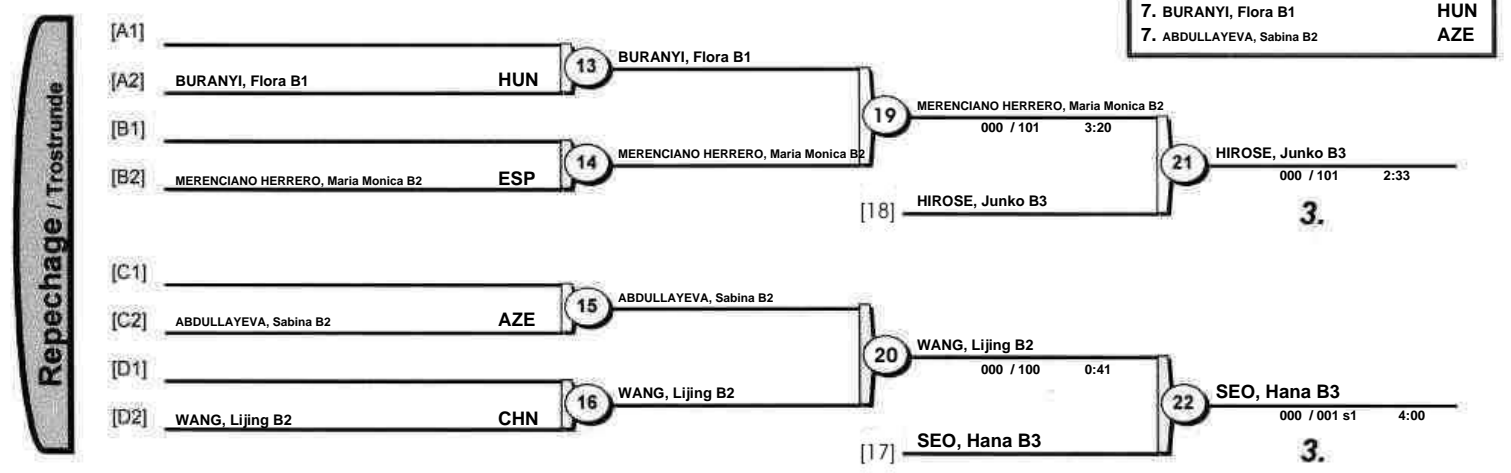 7. BURANYI, Flora B1 HUN
7. ABDULLAYEVA, Sabina B2 AZE
Repechage / Trostrunde
[A1]
[A2] BURANYI, Flora B1 HUN
13 BURANYI, Flora B1
[B1]
[B2] MERENCIANO HERRERO, Maria Monica B2 ESP
14 MERENCIANO HERRERO, Maria Monica B2
19 MERENCIANO HERRERO, Maria Monica B2
000 / 101 3:20
[18] HIROSE, Junko B3
21 HIROSE, Junko B3
000 / 101 2:33
3.
[C1]
[C2] ABDULLAYEVA, Sabina B2 AZE
15 ABDULLAYEVA, Sabina B2
[D1]
[D2] WANG, Lijing B2 CHN
16 WANG, Lijing B2
20 WANG, Lijing B2
000 / 100 0:41
[17] SEO, Hana B3
22 SEO, Hana B3
000 / 001 s1 4:00
3.